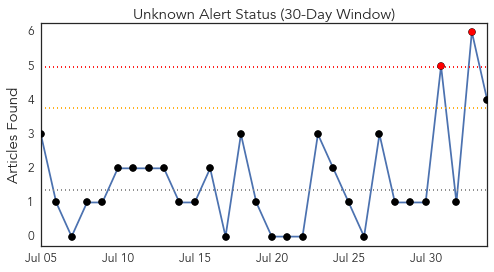 Unknown Alert Status (30-Day Window)
Articles Found
6
5
4
3
2
1
0
Jul 05
Jul 10
Jul 15
Jul 20
Jul 25
Jul 30